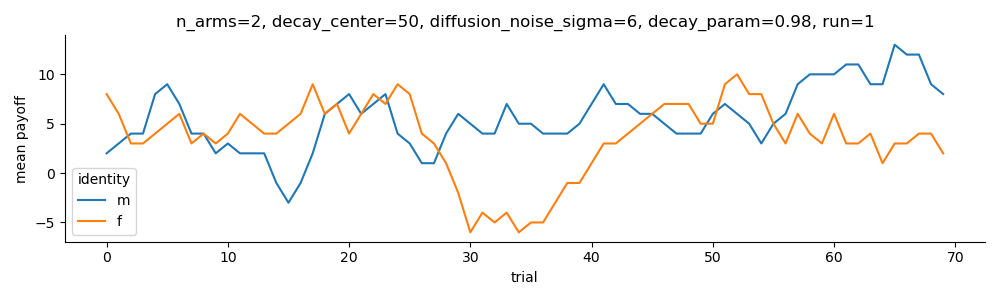 n_arms=2, decay_center=50, diffusion_noise_sigma=6, decay_param=0.98, run=1
mean payoff
10
5
0
−5
identity
m
f
0 10 20 30 40 50 60 70
trial